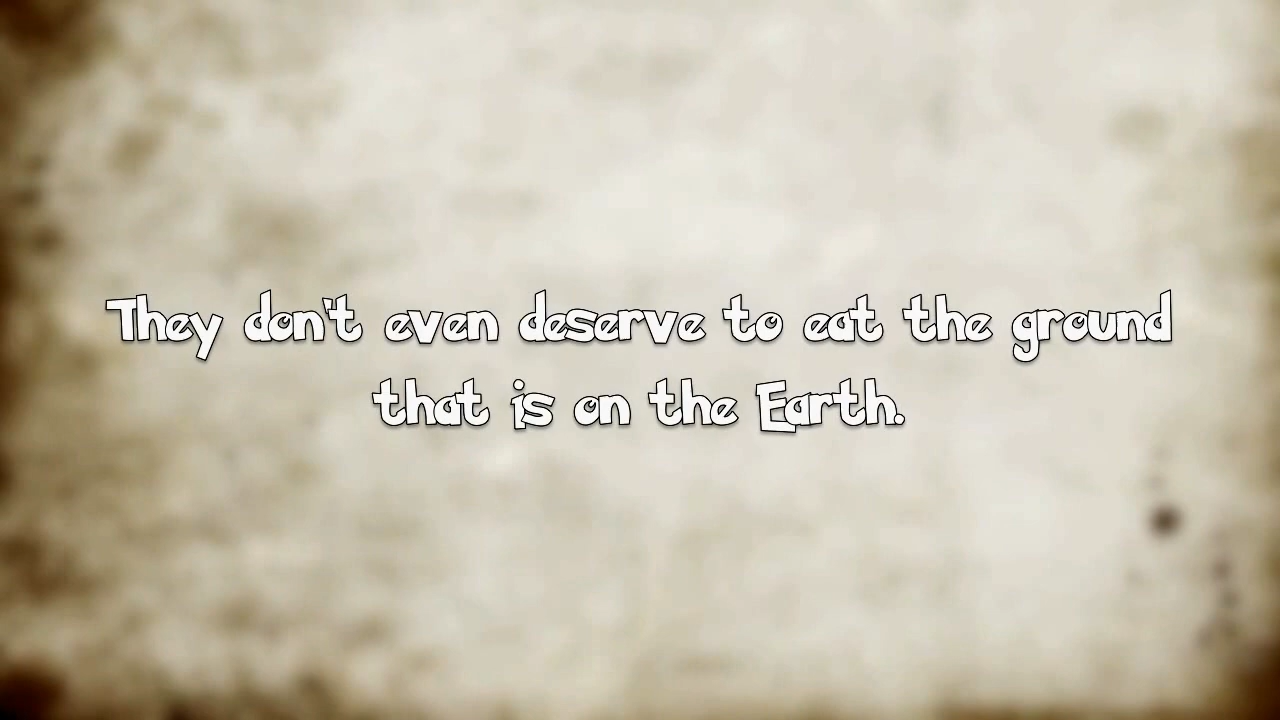 They don't even deserve to eat the ground
that is on the Earth.